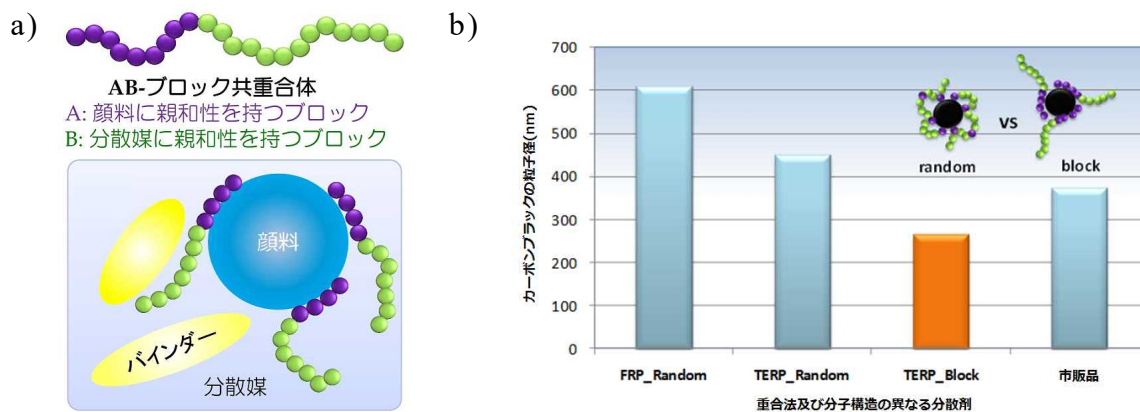 a)
AB-ブロック共重合体
A: 顔料に親和性を持つブロック
B: 分散媒に親和性を持つブロック
顔料
バインダー
分散媒
b)
カーボンブラックの粒子径(nm)
700
600
500
400
300
200
100
0
random
VS
block
FRP_Random
TERP_Random
TERP_Block
市販品
重合法及び分子構造の異なる分散剤